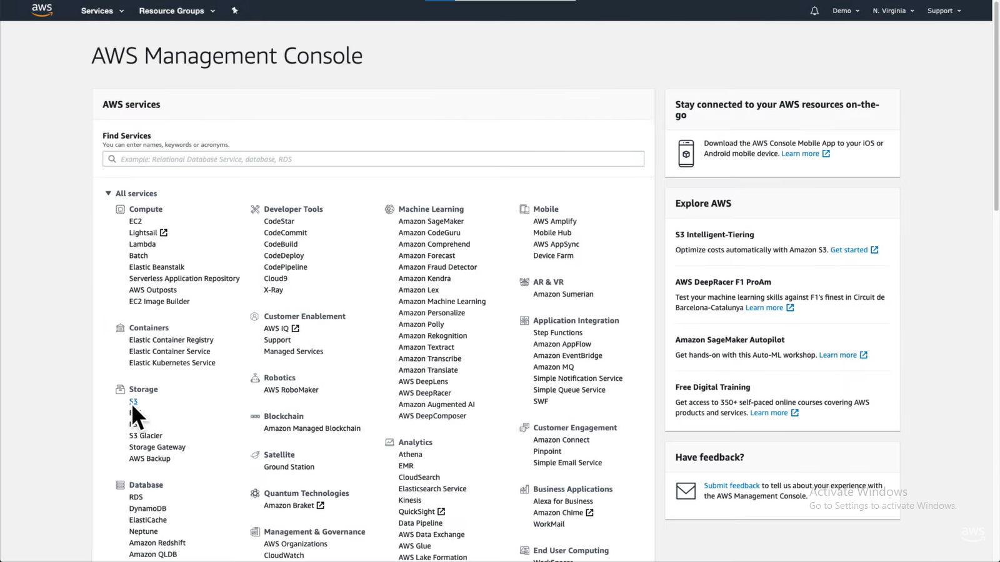 aws
Services
Resource Groups
Demo
N. Virginia
Support
AWS Management Console
AWS services
Find Services
You can enter names, keywords or acronyms.
Example: Relational Database Service, database, RDS
All services
Compute
EC2
Lightsail
Lambda
Batch
Elastic Beanstalk
Serverless Application Repository
AWS Outposts
EC2 Image Builder
Containers
Elastic Container Registry
Elastic Container Service
Elastic Kubernetes Service
Storage
S3
S3 Glacier
Storage Gateway
AWS Backup
Database
RDS
DynamoDB
ElastiCache
Neptune
Amazon Redshift
Amazon QLDB
Developer Tools
CodeStar
CodeCommit
CodeBuild
CodeDeploy
CodePipeline
Cloud9
X-Ray
Customer Enablement
AWS IQ
Support
Managed Services
Robotics
AWS RoboMaker
Blockchain
Amazon Managed Blockchain
Satellite
Ground Station
Quantum Technologies
Amazon Braket
Management & Governance
AWS Organizations
CloudWatch
Machine Learning
Amazon SageMaker
Amazon CodeGuru
Amazon Comprehend
Amazon Forecast
Amazon Fraud Detector
Amazon Kendra
Amazon Lex
Amazon Machine Learning
Amazon Personalize
Amazon Polly
Amazon Rekognition
Amazon Textract
Amazon Transcribe
Amazon Translate
AWS DeepLens
AWS DeepRacer
Amazon Augmented AI
AWS DeepComposer
Analytics
Athena
EMR
CloudSearch
Elasticsearch Service
Kinesis
QuickSight
Data Pipeline
AWS Data Exchange
AWS Glue
AWS Lake Formation
Mobile
AWS Amplify
Mobile Hub
AWS AppSync
Device Farm
AR & VR
Amazon Sumerian
Application Integration
Step Functions
Amazon AppFlow
Amazon EventBridge
Amazon MQ
Simple Notification Service
Simple Queue Service
SWF
Customer Engagement
Amazon Connect
Pinpoint
Simple Email Service
Business Applications
Alexa for Business
Amazon Chime
WorkMail
End User Computing
Stay connected to your AWS resources on-the-
go
Download the AWS Console Mobile App to your iOS or
Android mobile device. Learn more
Explore AWS
S3 Intelligent-Tiering
Optimize costs automatically with Amazon S3. Get started
AWS DeepRacer F1 ProAm
Test your machine learning skills against F1's finest in Circuit de
Barcelona-Catalunya Learn more
Amazon SageMaker Autopilot
Get hands-on with this Auto-ML workshop. Learn more
Free Digital Training
Get access to 350+ self-paced online courses covering AWS
products and services. Learn more
Have feedback?
Submit feedback to tell us about your experience with
the AWS Management Console.
Activate Windows
Go to Settings to activate Windows.
aws